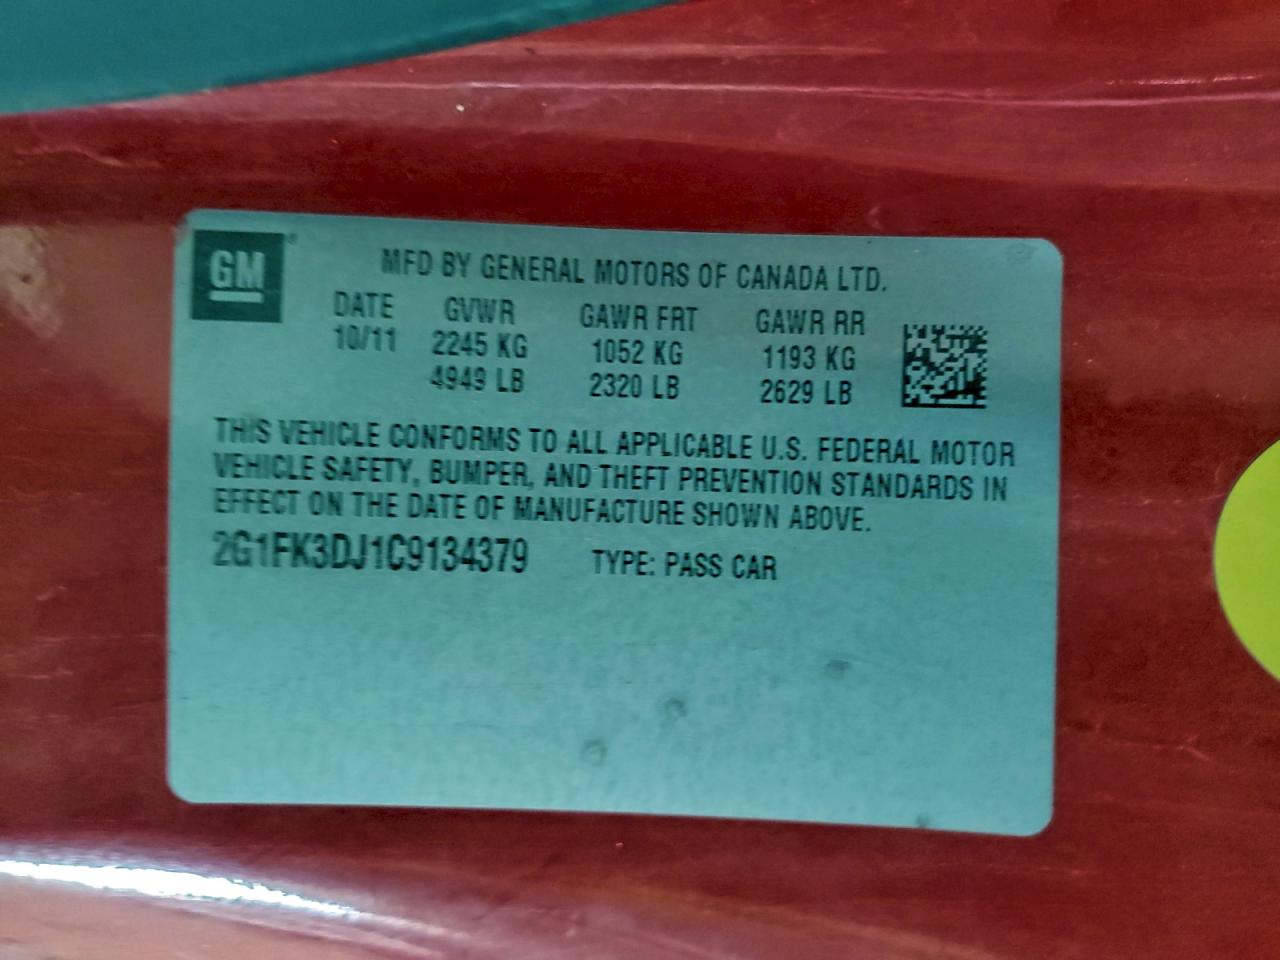 GM
MFD BY GENERAL MOTORS OF CANADA LTD.
DATE GVWR GAWR FRT GAWR RR
10/11 2245 KG 1052 KG 1193 KG
4949 LB 2320 LB 2629 LB
THIS VEHICLE CONFORMS TO ALL APPLICABLE U.S. FEDERAL MOTOR
VEHICLE SAFETY, BUMPER, AND THEFT PREVENTION STANDARDS IN
EFFECT ON THE DATE OF MANUFACTURE SHOWN ABOVE.
2G1FK3DJ1C9134379 TYPE: PASS CAR